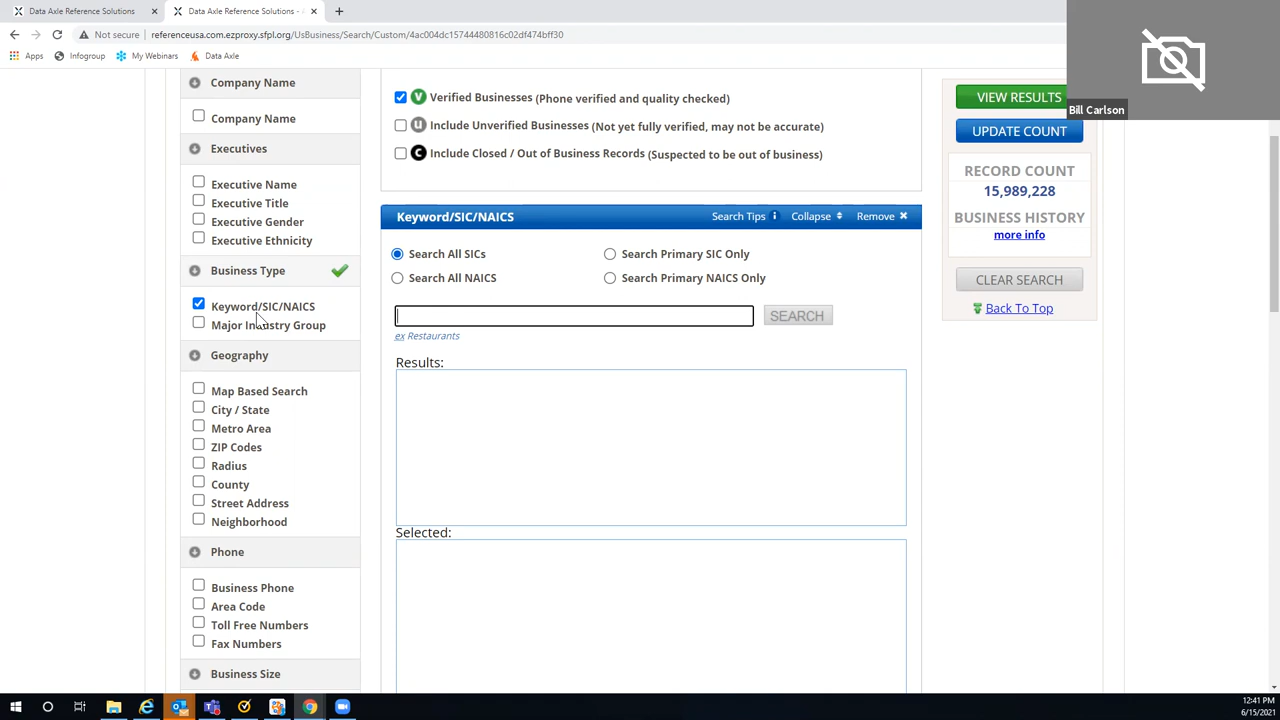 Data Axle Reference Solutions
Data Axle Reference Solutions - A
Not secure
referenceusa.com.ezproxy.sfpl.org/UsBusiness/Search/Custom/4ac004dc15744480816c02df474bff30
Apps
Infogroup
My Webinars
Data Axle
Bill Carlson
Company Name
Company Name
Executives
Executive Name
Executive Title
Executive Gender
Executive Ethnicity
Business Type
Keyword/SIC/NAICS
Major Industry Group
Geography
Map Based Search
City / State
Metro Area
ZIP Codes
Radius
County
Street Address
Neighborhood
Phone
Business Phone
Area Code
Toll Free Numbers
Fax Numbers
Business Size
V Verified Businesses (Phone verified and quality checked)
u Include Unverified Businesses (Not yet fully verified, may not be accurate)
C Include Closed / Out of Business Records (Suspected to be out of business)
Keyword/SIC/NAICS
Search Tips i
Collapse
Remove
Search All SICs
Search Primary SIC Only
Search All NAICS
Search Primary NAICS Only
SEARCH
ex Restaurants
Results:
Selected:
VIEW RESULTS
UPDATE COUNT
RECORD COUNT
15,989,228
BUSINESS HISTORY
more info
CLEAR SEARCH
Back To Top
12:41 PM
6/15/2021